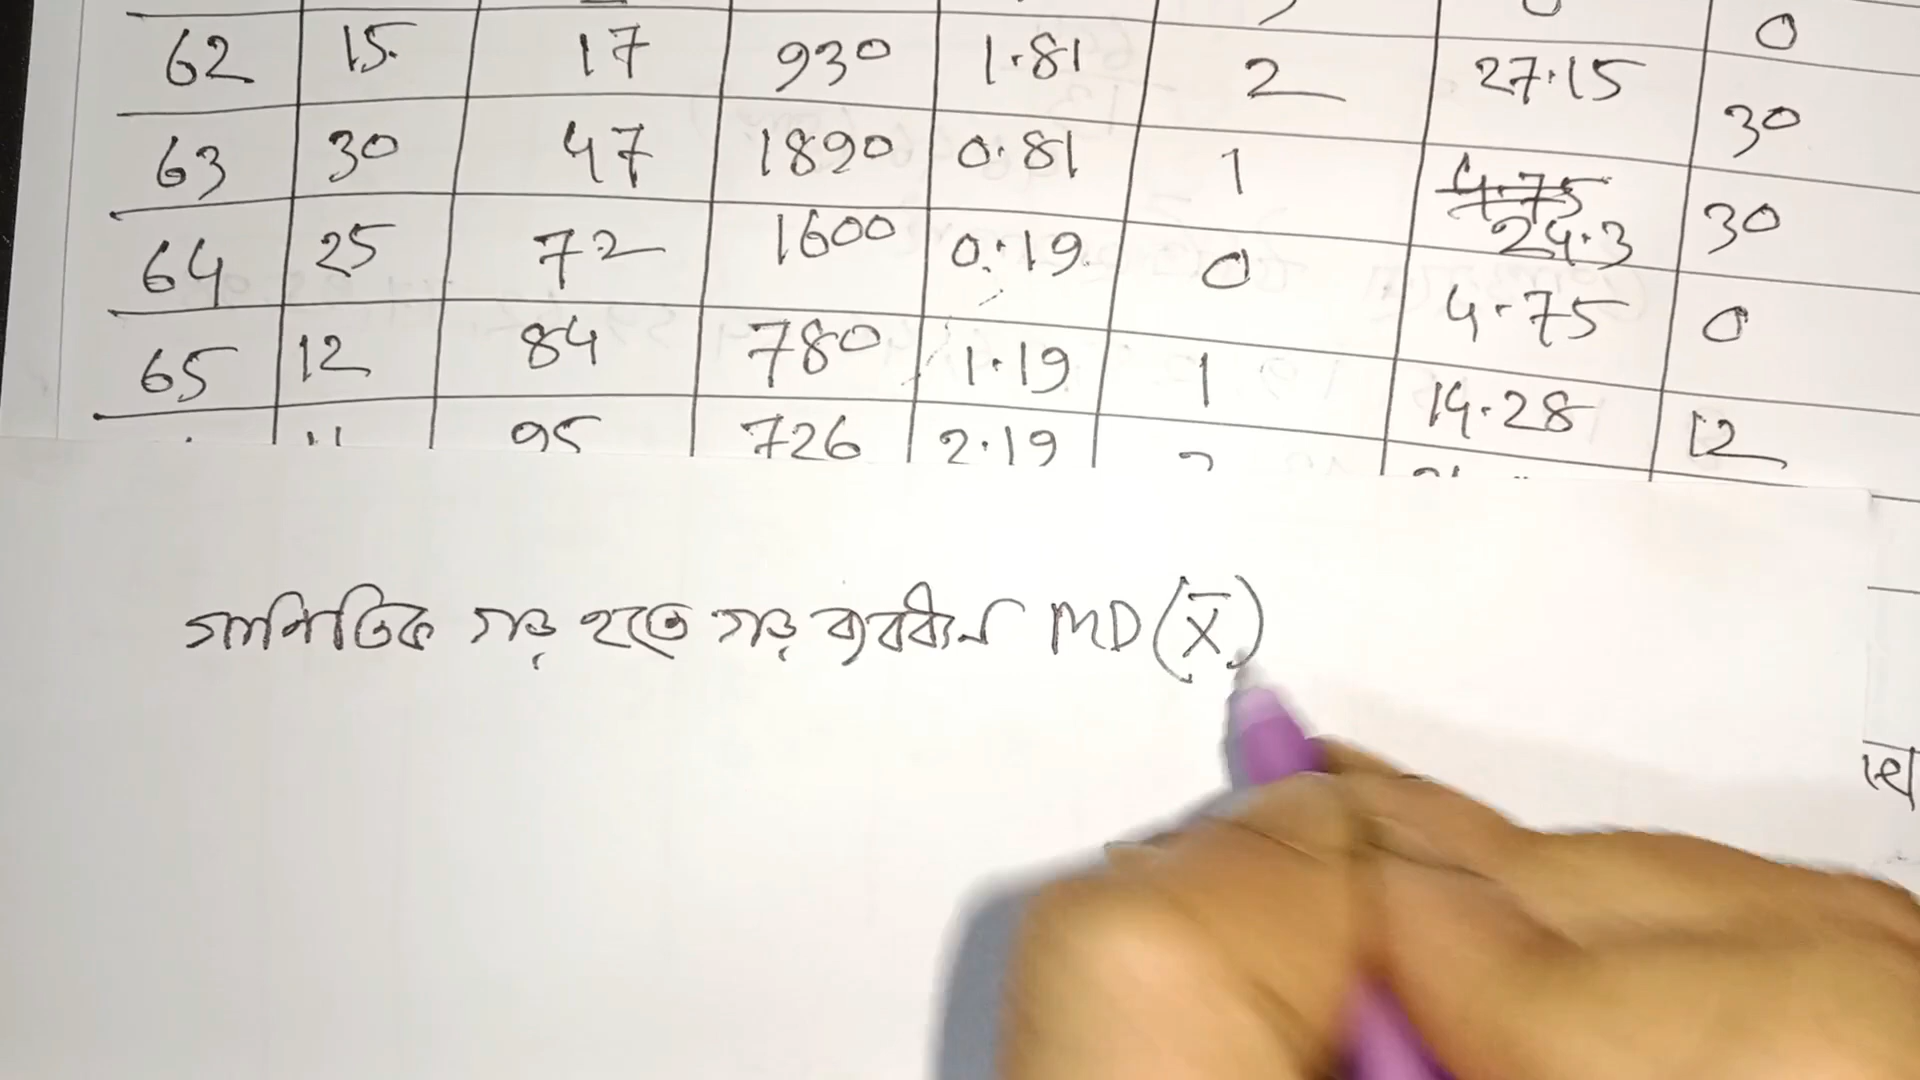 0
62 15 17 930 1.81 2 27.15 30
63 30 47 1890 0.81 1 4.75 24.3 30
64 25 72 1600 0.19 0 4.75 0
65 12 84 780 1.19 1 14.28 12
95 726 2.19
গাণিতিক গড় হতে গড় ব্যবধান MD(x̄)